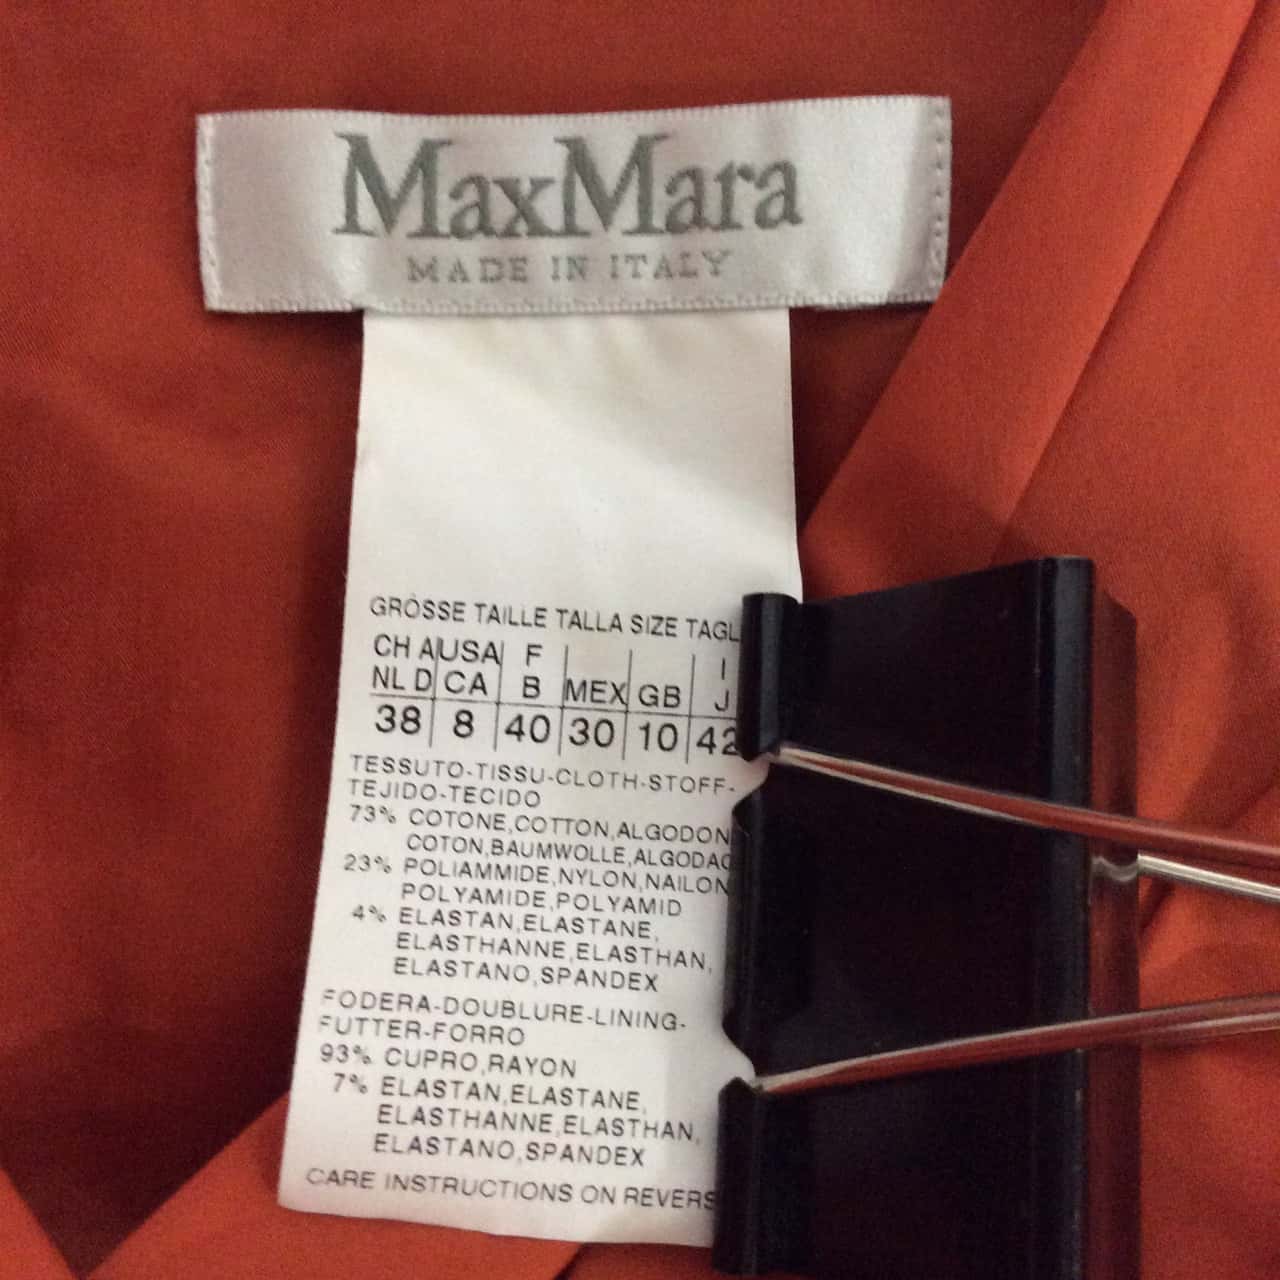 MaxMara
MADE IN ITALY
GRÖSSE TAILLE TALLA SIZE TAGL
CH A USA F I
NL D CA B MEX GB J
38 8 40 30 10 42
TESSUTO-TISSU-CLOTH-STOFF-
TEJIDO-TECIDO
73% COTONE,COTTON,ALGODON
COTON,BAUMWOLLE,ALGODAO
23% POLIAMMIDE,NYLON,NAILON
POLYAMIDE,POLYAMID
4% ELASTAN,ELASTANE,
ELASTHANNE,ELASTHAN,
ELASTANO,SPANDEX
FODERA-DOUBLURE-LINING-
FUTTER-FORRO
93% CUPRO,RAYON
7% ELASTAN,ELASTANE,
ELASTHANNE,ELASTHAN,
ELASTANO,SPANDEX
CARE INSTRUCTIONS ON REVERS